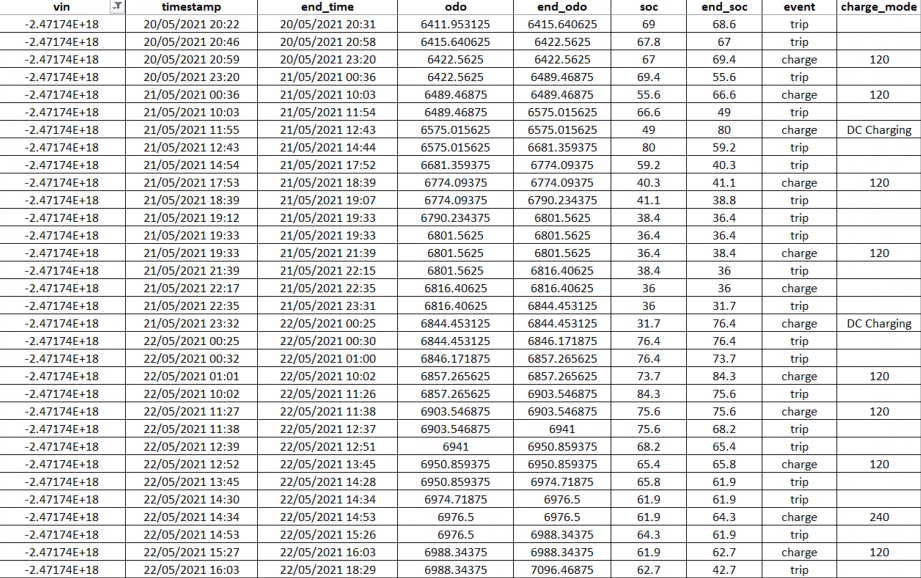 vin timestamp end_time odo end_odo soc end_soc event charge_mode
-2.47174E+18 20/05/2021 20:22 20/05/2021 20:31 6411.953125 6415.640625 69 68.6 trip
-2.47174E+18 20/05/2021 20:46 20/05/2021 20:58 6415.640625 6422.5625 67.8 67 trip
-2.47174E+18 20/05/2021 20:59 20/05/2021 23:20 6422.5625 6422.5625 67 69.4 charge 120
-2.47174E+18 20/05/2021 23:20 21/05/2021 00:36 6422.5625 6489.46875 69.4 55.6 trip
-2.47174E+18 21/05/2021 00:36 21/05/2021 10:03 6489.46875 6489.46875 55.6 66.6 charge 120
-2.47174E+18 21/05/2021 10:03 21/05/2021 11:54 6489.46875 6575.015625 66.6 49 trip
-2.47174E+18 21/05/2021 11:55 21/05/2021 12:43 6575.015625 6575.015625 49 80 charge DC Charging
-2.47174E+18 21/05/2021 12:43 21/05/2021 14:44 6575.015625 6681.359375 80 59.2 trip
-2.47174E+18 21/05/2021 14:54 21/05/2021 17:52 6681.359375 6774.09375 59.2 40.3 trip
-2.47174E+18 21/05/2021 17:53 21/05/2021 18:39 6774.09375 6774.09375 40.3 41.1 charge 120
-2.47174E+18 21/05/2021 18:39 21/05/2021 19:07 6774.09375 6790.234375 41.1 38.8 trip
-2.47174E+18 21/05/2021 19:12 21/05/2021 19:33 6790.234375 6801.5625 38.4 36.4 trip
-2.47174E+18 21/05/2021 19:33 21/05/2021 19:33 6801.5625 6801.5625 36.4 36.4 trip
-2.47174E+18 21/05/2021 19:33 21/05/2021 21:39 6801.5625 6801.5625 36.4 38.4 charge 120
-2.47174E+18 21/05/2021 21:39 21/05/2021 22:15 6801.5625 6816.40625 38.4 36 trip
-2.47174E+18 21/05/2021 22:17 21/05/2021 22:35 6816.40625 6816.40625 36 36 charge
-2.47174E+18 21/05/2021 22:35 21/05/2021 23:31 6816.40625 6844.453125 36 31.7 trip
-2.47174E+18 21/05/2021 23:32 22/05/2021 00:25 6844.453125 6844.453125 31.7 76.4 charge DC Charging
-2.47174E+18 22/05/2021 00:25 22/05/2021 00:30 6844.453125 6846.171875 76.4 76.4 trip
-2.47174E+18 22/05/2021 00:32 22/05/2021 01:00 6846.171875 6857.265625 76.4 73.7 trip
-2.47174E+18 22/05/2021 01:01 22/05/2021 10:02 6857.265625 6857.265625 73.7 84.3 charge 120
-2.47174E+18 22/05/2021 10:02 22/05/2021 11:26 6857.265625 6903.546875 84.3 75.6 trip
-2.47174E+18 22/05/2021 11:27 22/05/2021 11:38 6903.546875 6903.546875 75.6 75.6 charge 120
-2.47174E+18 22/05/2021 11:38 22/05/2021 12:37 6903.546875 6941 75.6 68.2 trip
-2.47174E+18 22/05/2021 12:39 22/05/2021 12:51 6941 6950.859375 68.2 65.4 trip
-2.47174E+18 22/05/2021 12:52 22/05/2021 13:45 6950.859375 6950.859375 65.4 65.8 charge 120
-2.47174E+18 22/05/2021 13:45 22/05/2021 14:28 6950.859375 6974.71875 65.8 61.9 trip
-2.47174E+18 22/05/2021 14:30 22/05/2021 14:34 6974.71875 6976.5 61.9 61.9 trip
-2.47174E+18 22/05/2021 14:34 22/05/2021 14:53 6976.5 6976.5 61.9 64.3 charge 240
-2.47174E+18 22/05/2021 14:53 22/05/2021 15:26 6976.5 6988.34375 64.3 61.9 trip
-2.47174E+18 22/05/2021 15:27 22/05/2021 16:03 6988.34375 6988.34375 61.9 62.7 charge 120
-2.47174E+18 22/05/2021 16:03 22/05/2021 18:29 6988.34375 7096.46875 62.7 42.7 trip